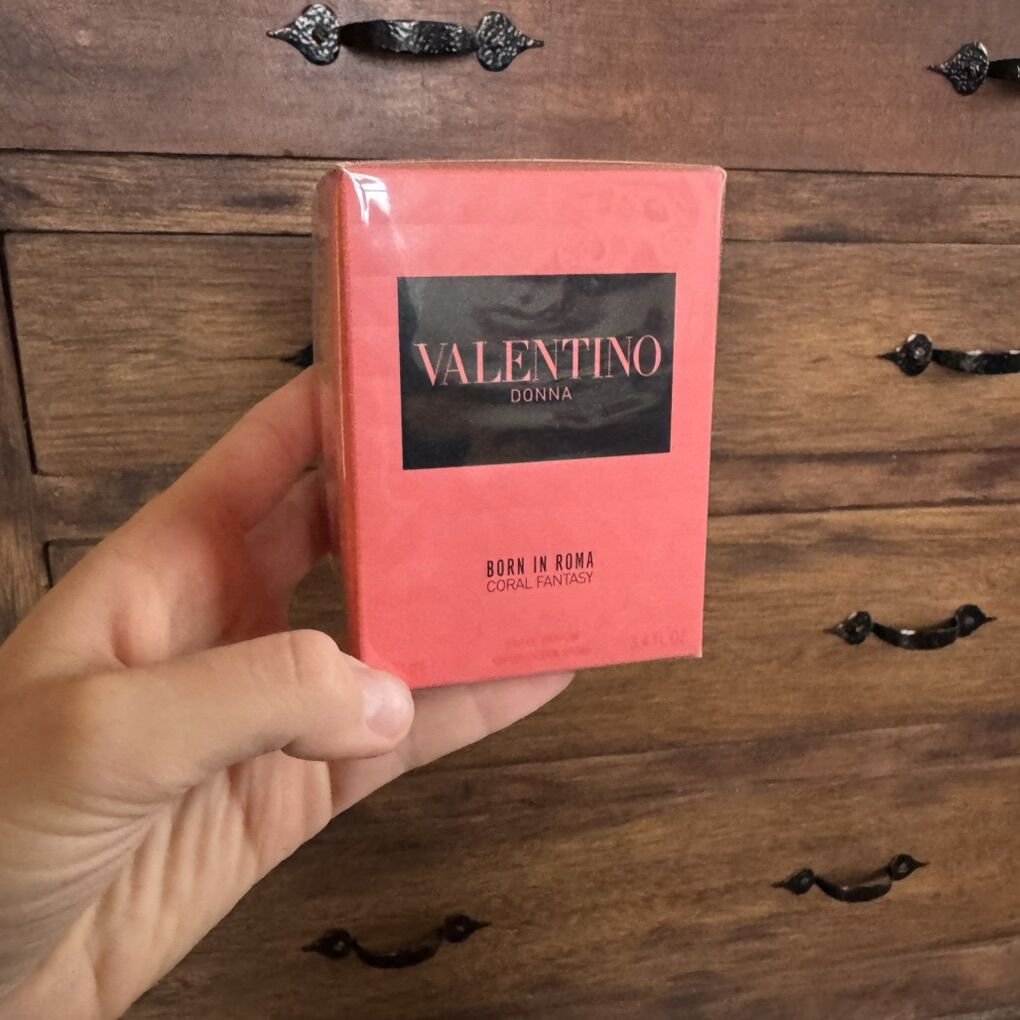 VALENTINO
DONNA
BORN IN ROMA
CORAL FANTASY